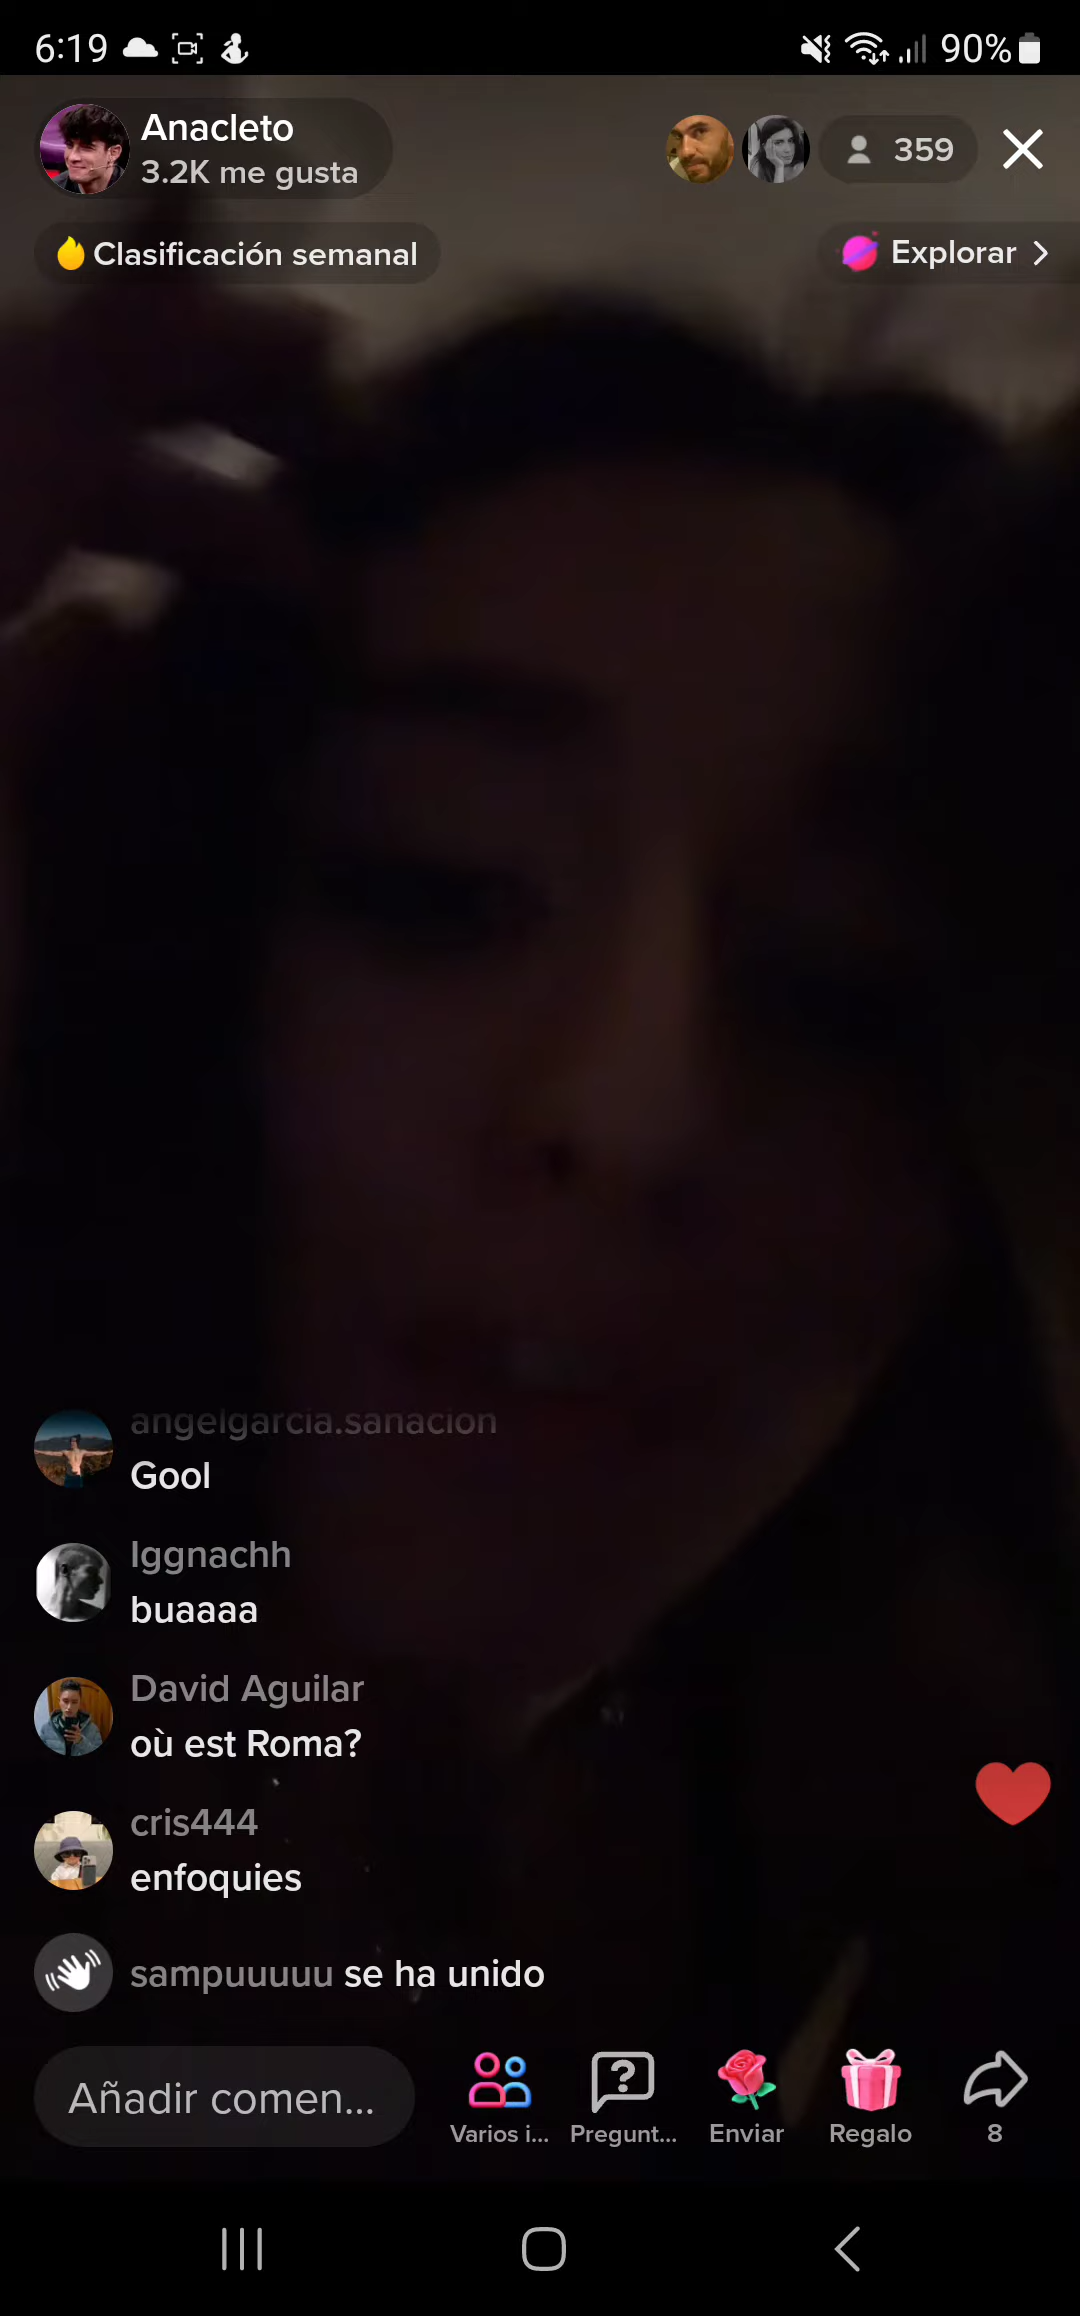 6:19
90%
Anacleto
3.2K me gusta
359
Clasificación semanal
Explorar
angelgarcia.sanacion
Gool
Iggnachh
buaaaa
David Aguilar
où est Roma?
cris444
enfoquies
sampuuuuu se ha unido
Añadir comen...
Varios i...
Pregunt...
Enviar
Regalo
8